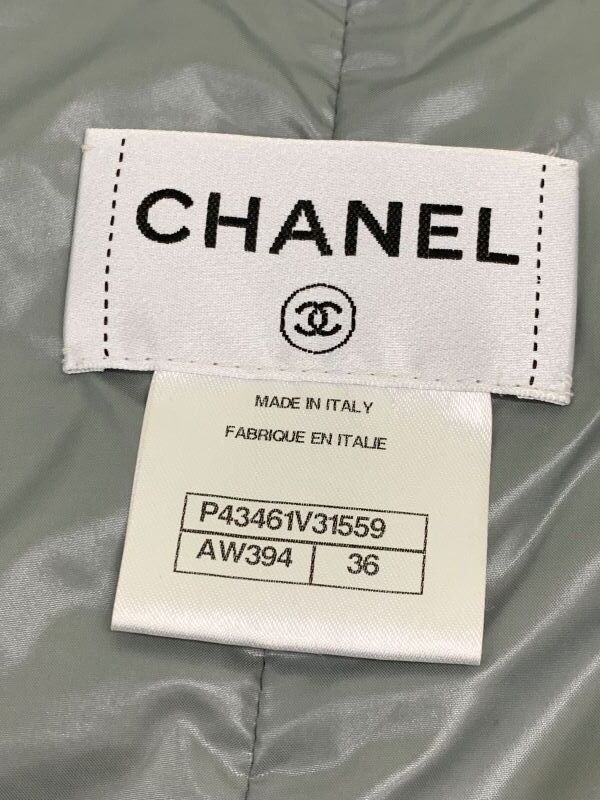 CHANEL
MADE IN ITALY
FABRIQUE EN ITALIE
P43461V31559
AW394 36